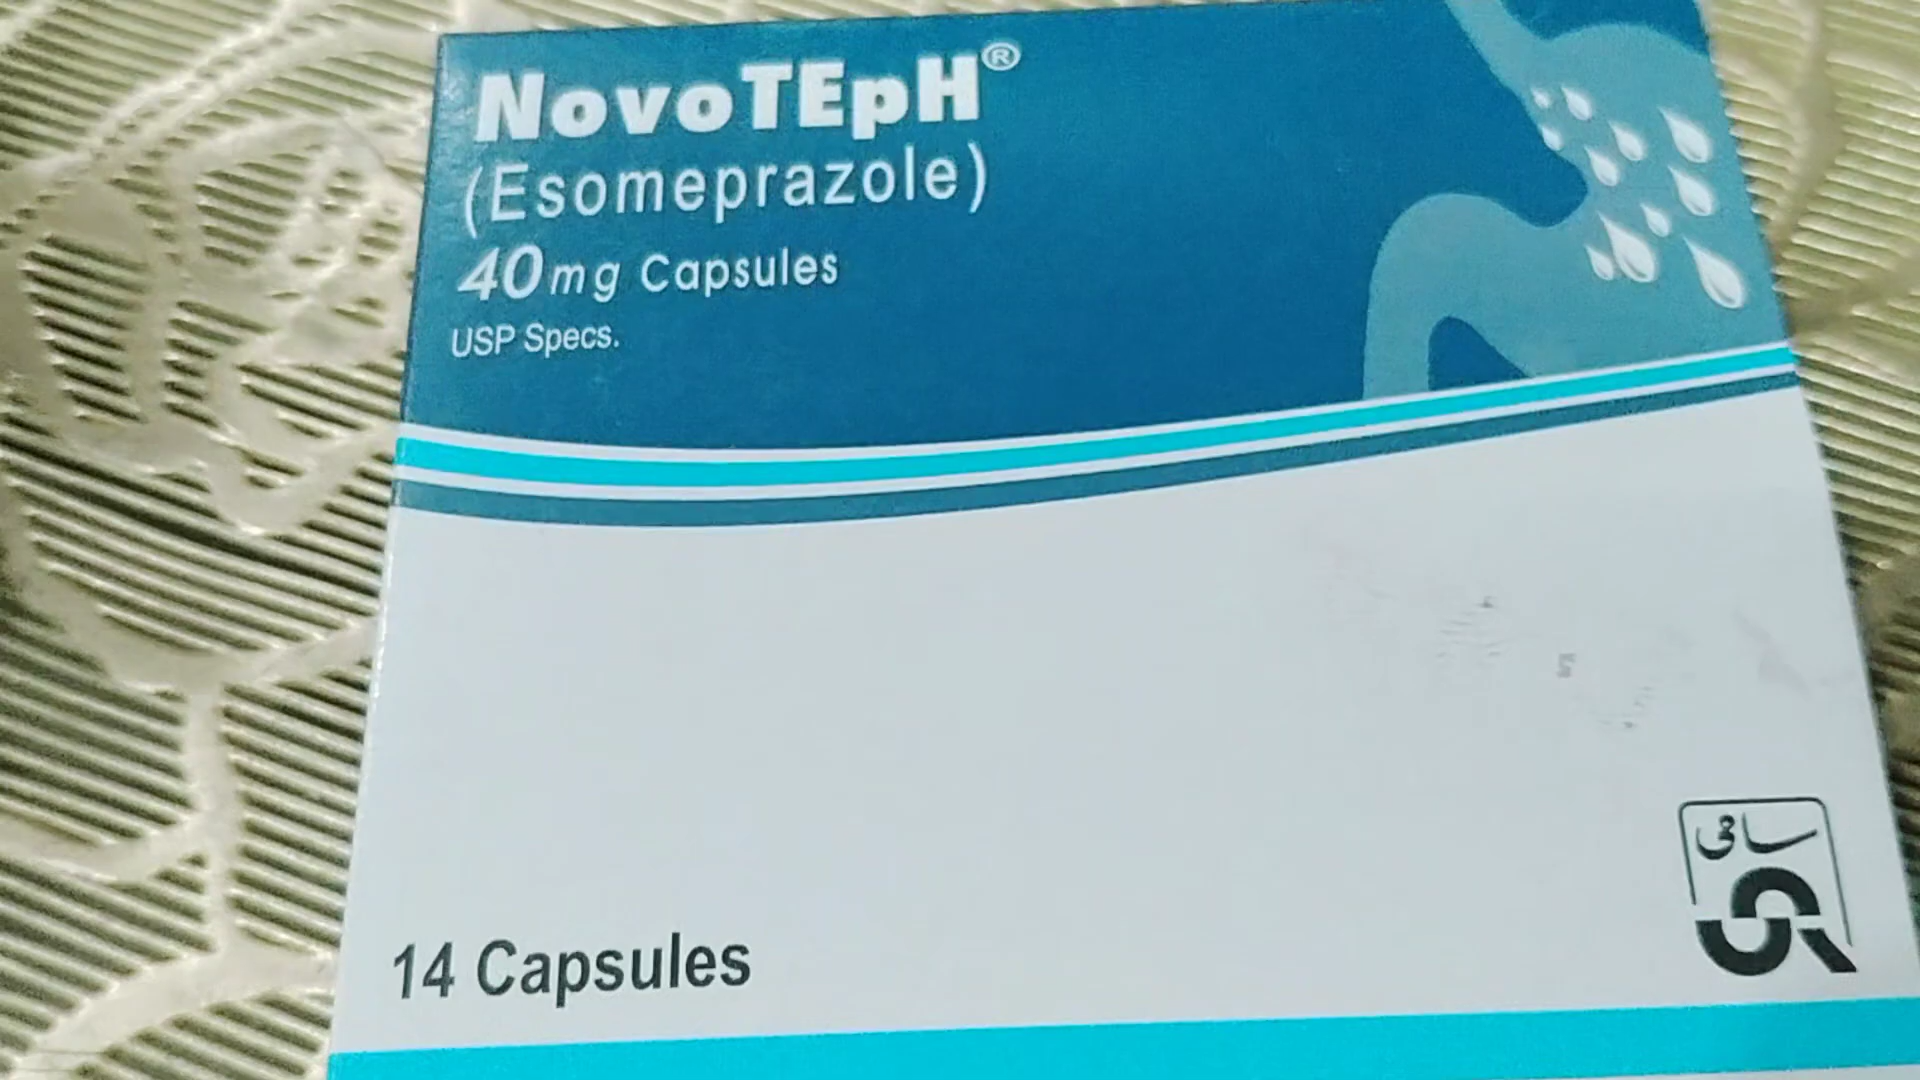 NovoTEpH®
(Esomeprazole)
40mg Capsules
USP Specs.
سامی
14 Capsules